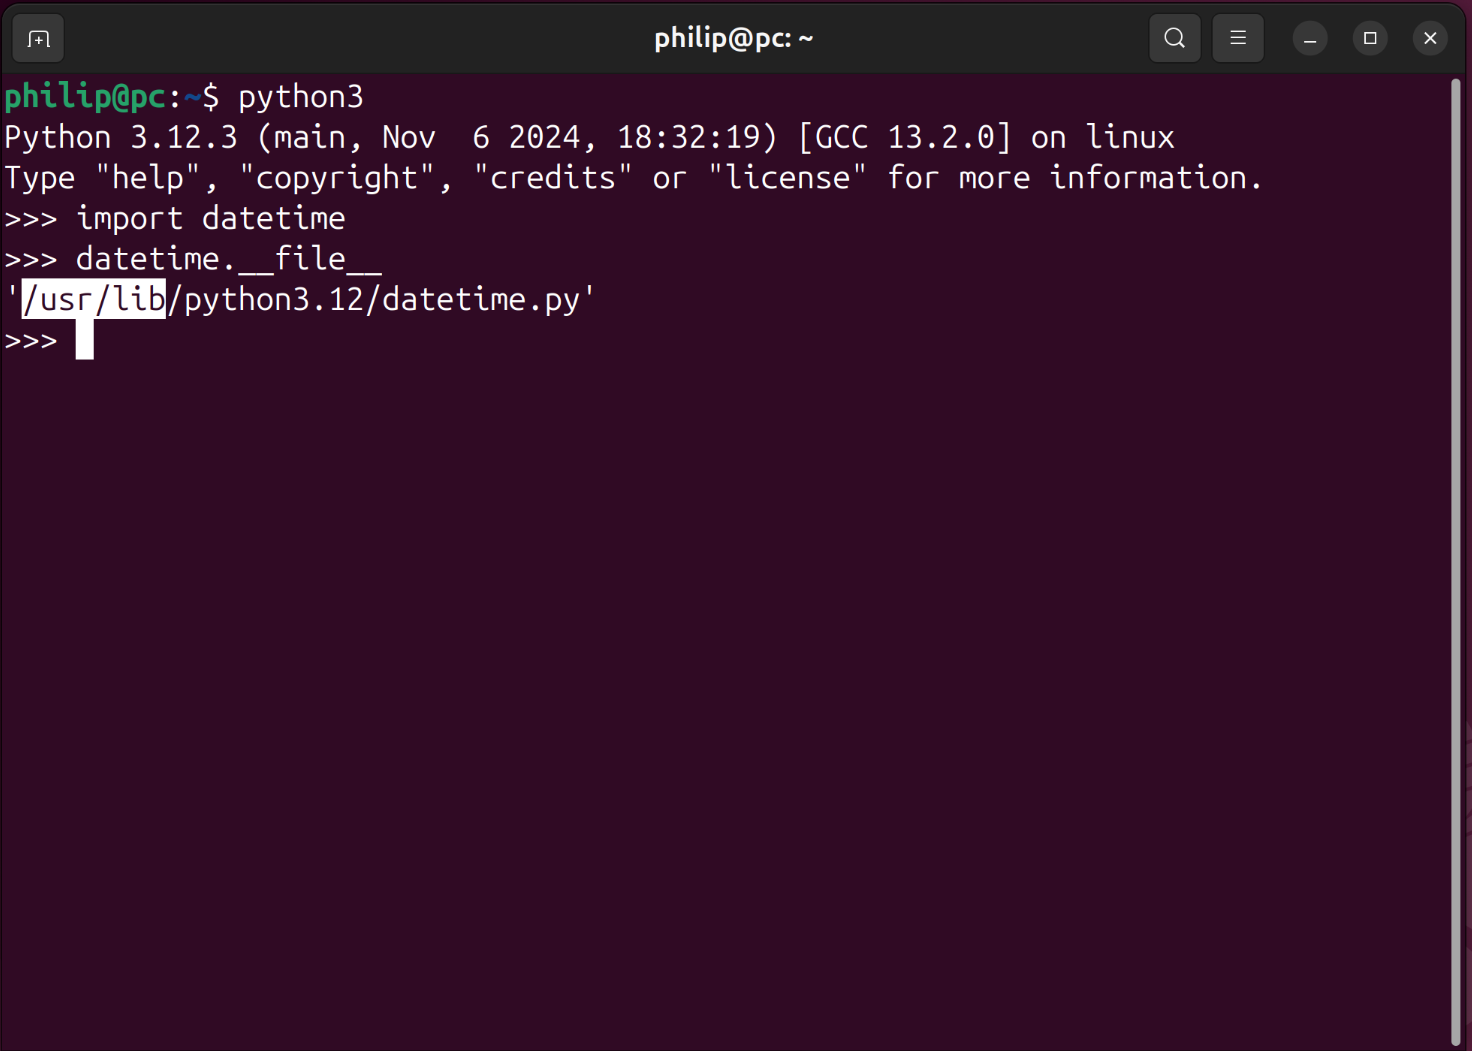 philip@pc: ~
philip@pc:~$ python3
Python 3.12.3 (main, Nov  6 2024, 18:32:19) [GCC 13.2.0] on linux
Type "help", "copyright", "credits" or "license" for more information.
>>> import datetime
>>> datetime.__file__
'/usr/lib/python3.12/datetime.py'
>>>